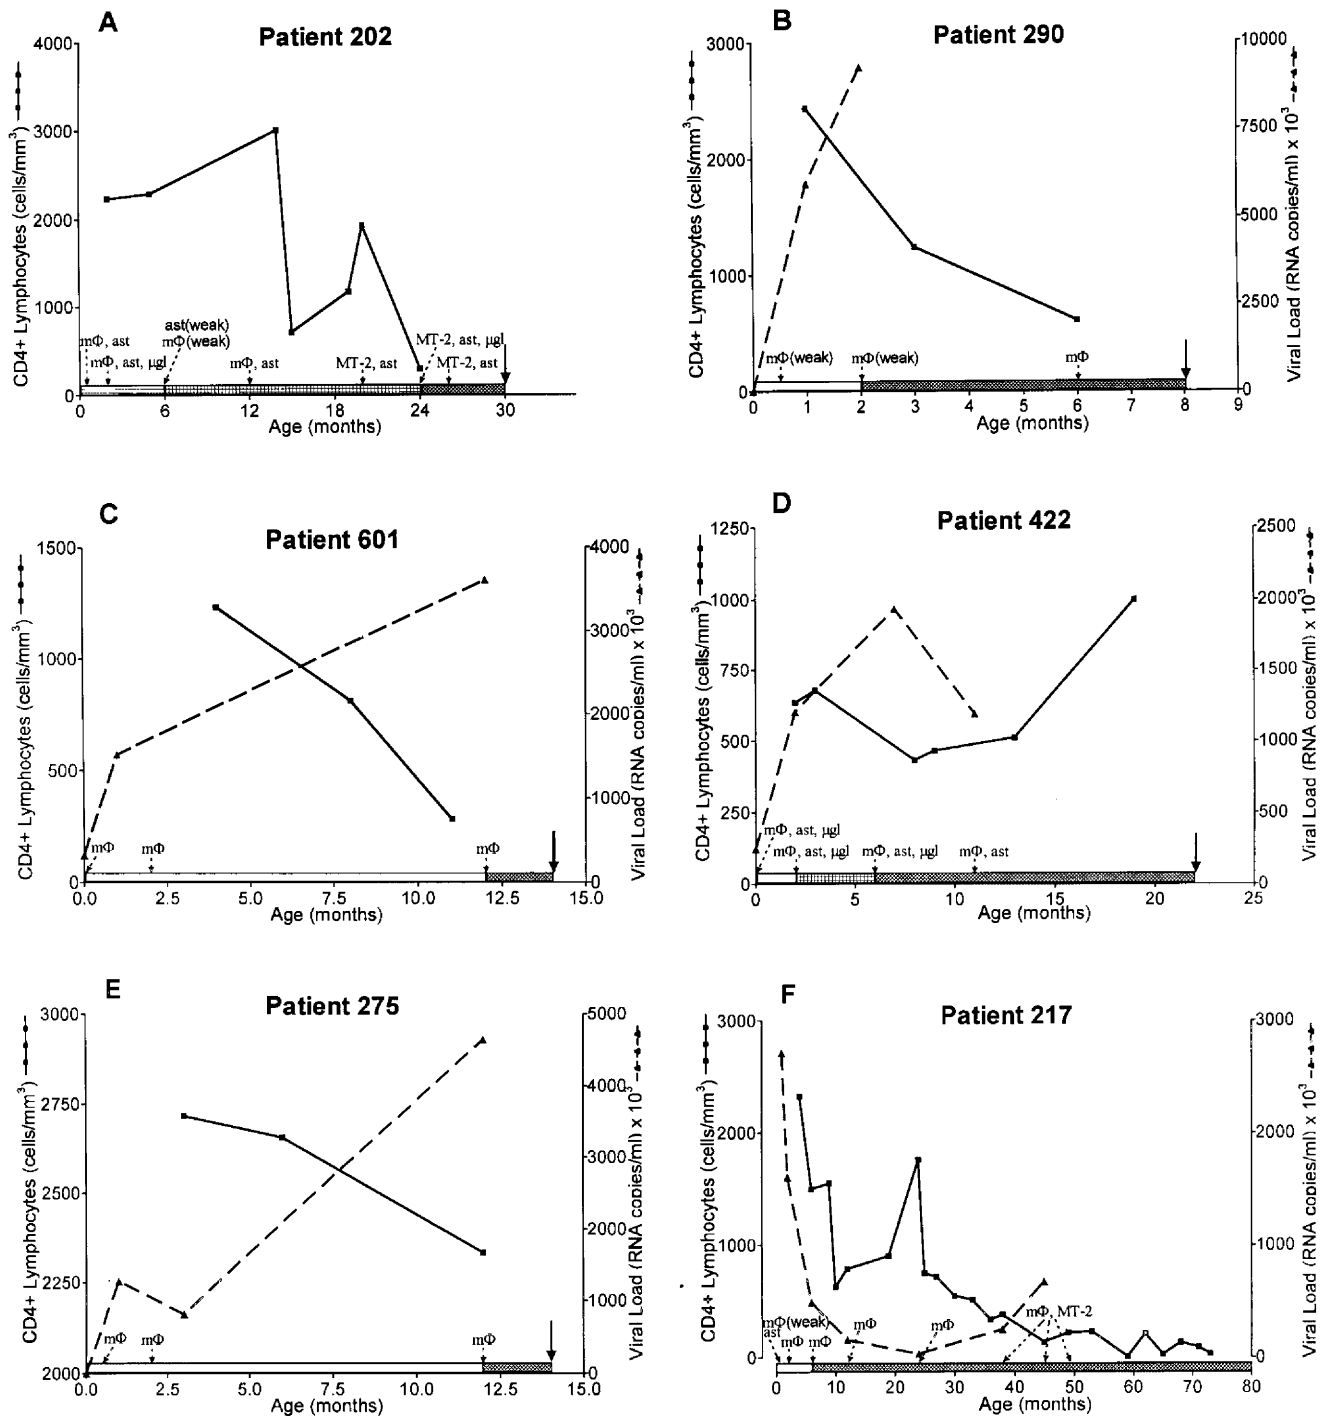 A
Patient 202
CD4+ Lymphocytes (cells/mm³)
4000
3000
2000
1000
0
mΦ, ast
mΦ, ast, μgl
ast(weak)
mΦ(weak)
mΦ, ast
MT-2, ast
MT-2, ast, μgl
MT-2, ast
0 6 12 18 24 30
Age (months)
B
Patient 290
CD4+ Lymphocytes (cells/mm³)
3000
2000
1000
0
mΦ(weak)
mΦ(weak)
mΦ
10000
7500
5000
2500
0
Viral Load (RNA copies/ml) x 10³
0 1 2 3 4 5 6 7 8 9
Age (months)
C
Patient 601
CD4+ Lymphocytes (cells/mm³)
1500
1000
500
0
mΦ
mΦ
mΦ
4000
3000
2000
1000
0
Viral Load (RNA copies/ml) x 10³
0.0 2.5 5.0 7.5 10.0 12.5 15.0
Age (months)
D
Patient 422
CD4+ Lymphocytes (cells/mm³)
1250
1000
750
500
250
0
mΦ, ast, μgl
mΦ, ast, μgl
mΦ, ast, μgl
mΦ, ast
2500
2000
1500
1000
500
0
Viral Load (RNA copies/ml) x 10³
0 5 10 15 20 25
Age (months)
E
Patient 275
CD4+ Lymphocytes (cells/mm³)
3000
2750
2500
2250
2000
mΦ
mΦ
mΦ
5000
4000
3000
2000
1000
0
Viral Load (RNA copies/ml) x 10³
0.0 2.5 5.0 7.5 10.0 12.5 15.0
Age (months)
F
Patient 217
CD4+ Lymphocytes (cells/mm³)
3000
2000
1000
0
mΦ(weak)
ast
mΦ
mΦ
mΦ
mΦ
mΦ, MT-2
3000
2000
1000
0
Viral Load (RNA copies/ml) x 10³
0 10 20 30 40 50 60 70 80
Age (months)